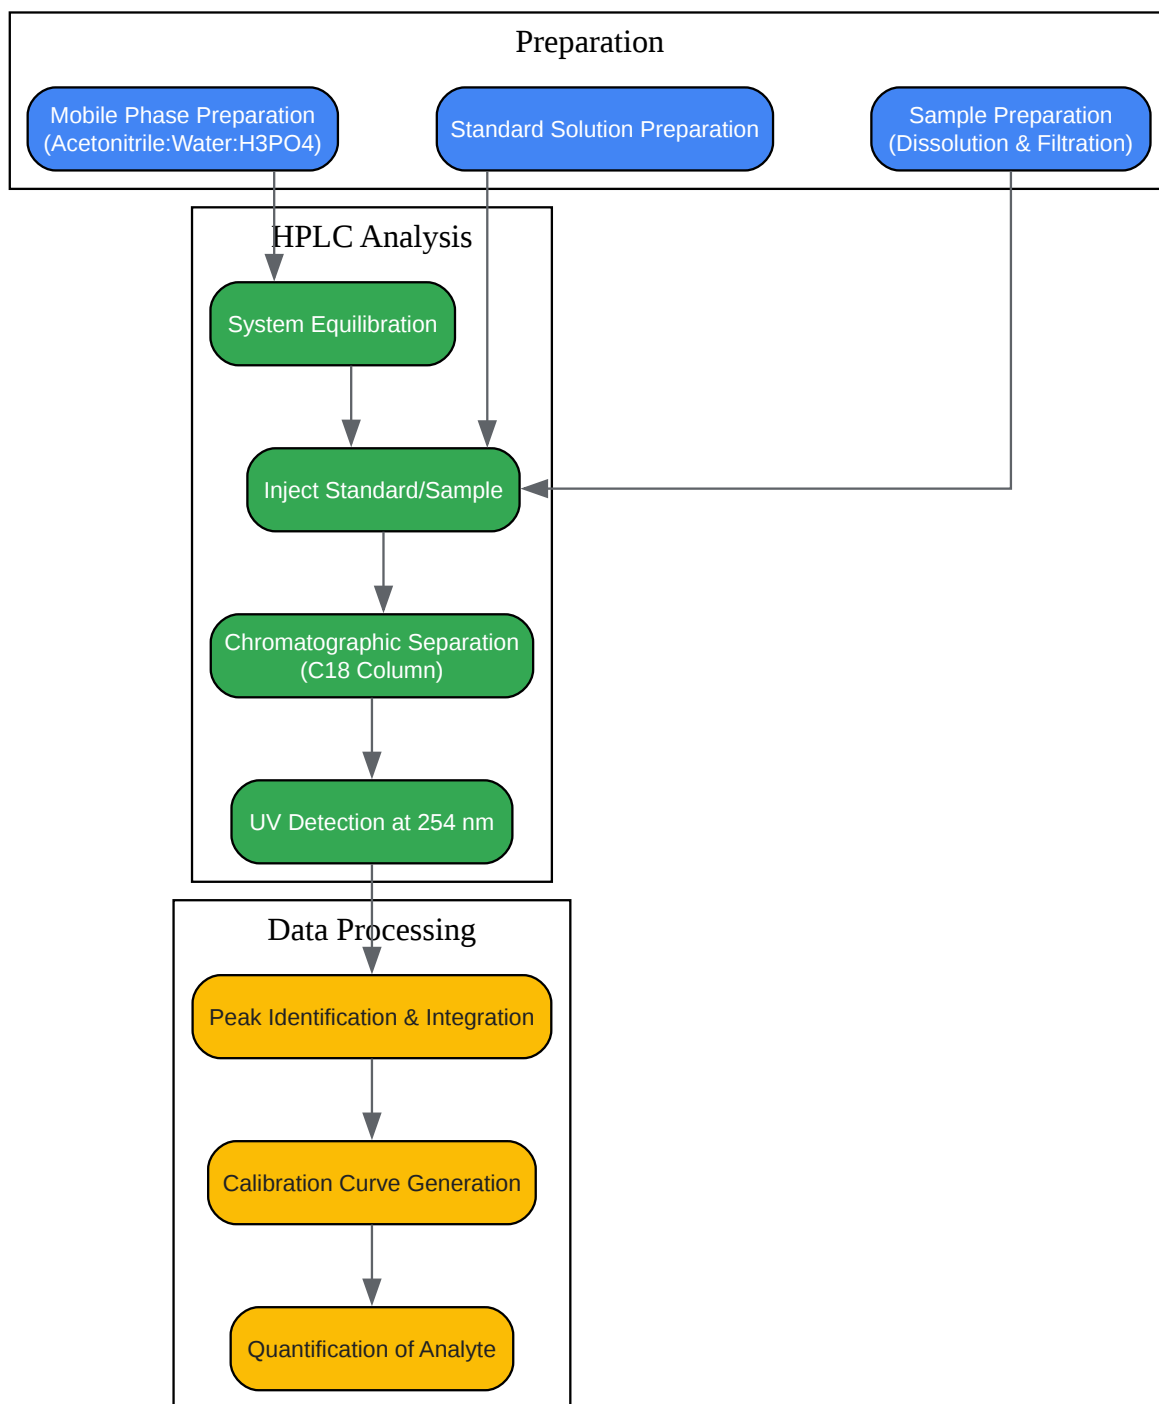 Preparation
Mobile Phase Preparation
(Acetonitrile:Water:H3PO4)
Standard Solution Preparation
Sample Preparation
(Dissolution & Filtration)
HPLC Analysis
System Equilibration
Inject Standard/Sample
Chromatographic Separation
(C18 Column)
UV Detection at 254 nm
Data Processing
Peak Identification & Integration
Calibration Curve Generation
Quantification of Analyte